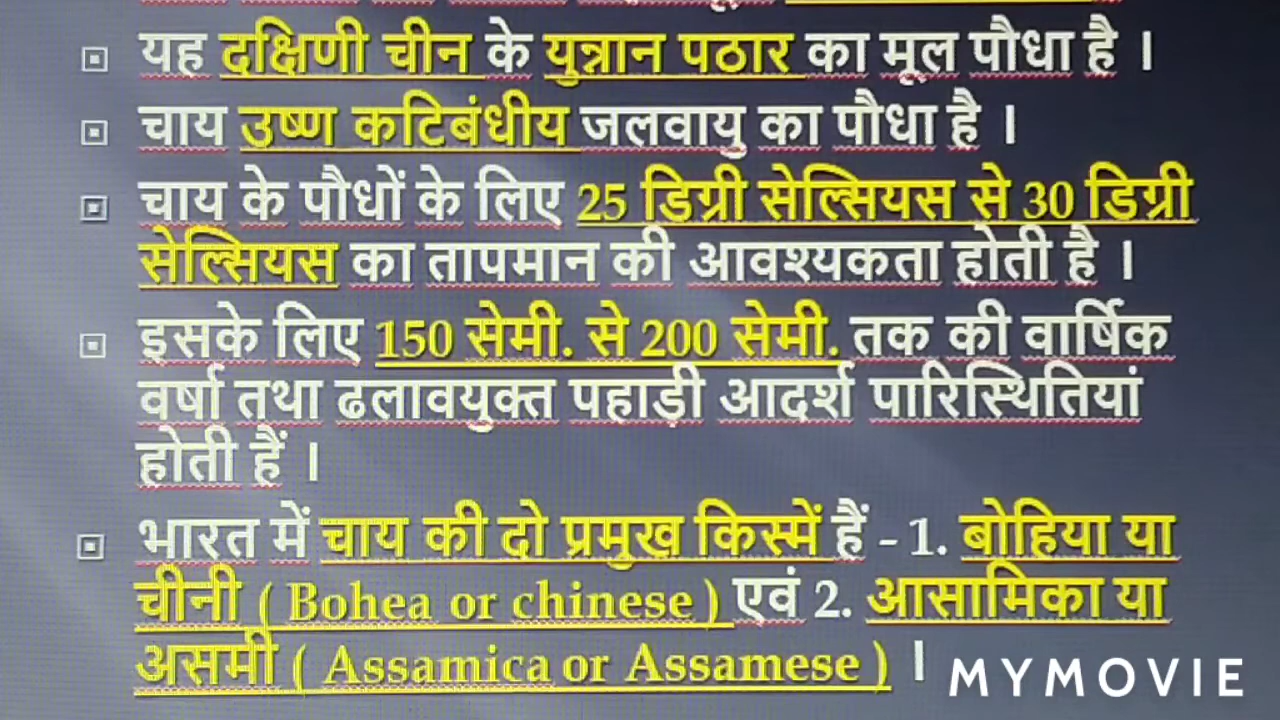 यह दक्षिणी चीन के युन्नान पठार का मूल पौधा है ।
चाय उष्ण कटिबंधीय जलवायु का पौधा है ।
चाय के पौधों के लिए 25 डिग्री सेल्सियस से 30 डिग्री
सेल्सियस का तापमान की आवश्यकता होती है ।
इसके लिए 150 सेमी. से 200 सेमी. तक की वार्षिक
वर्षा तथा ढलावयुक्त पहाड़ी आदर्श पारिस्थितियां
होती हैं ।
भारत में चाय की दो प्रमुख किस्में हैं - 1. बोहिया या
चीनी ( Bohea or chinese ) एवं 2. आसामिका या
असमी ( Assamica or Assamese ) ।
MYMOVIE